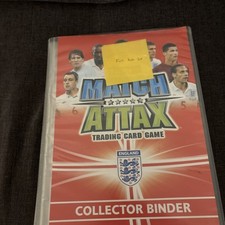 MATCH
ATTAX
TRADING CARD GAME
ENGLAND
COLLECTOR BINDER